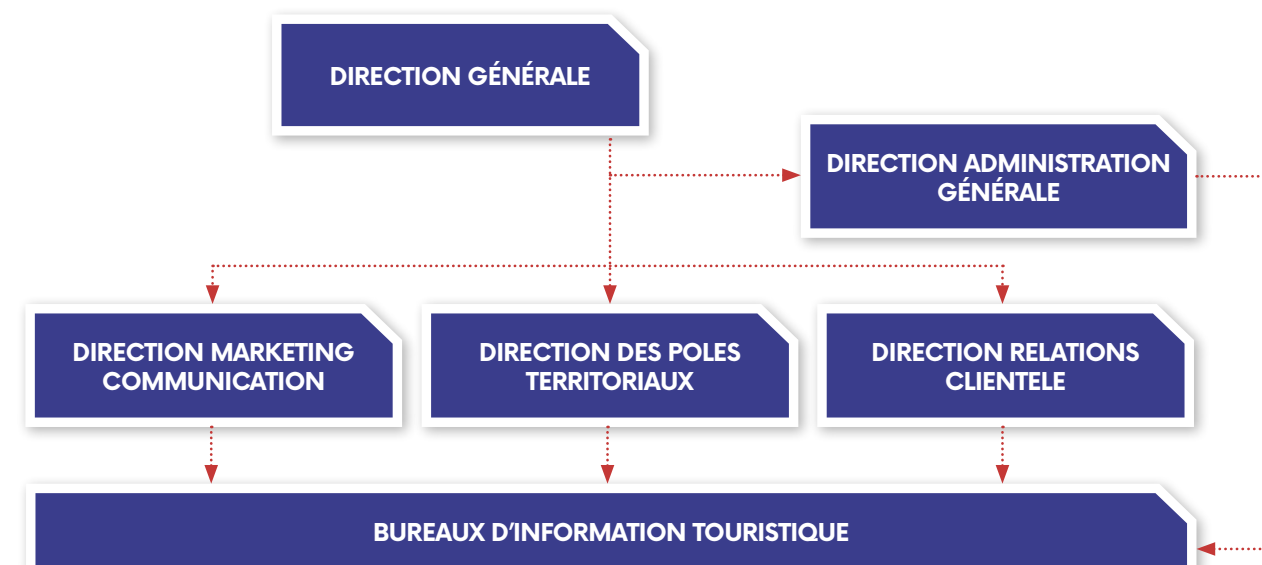 DIRECTION GÉNÉRALE
DIRECTION ADMINISTRATION
GÉNÉRALE
DIRECTION MARKETING
COMMUNICATION
DIRECTION DES POLES
TERRITORIAUX
DIRECTION RELATIONS
CLIENTELE
BUREAUX D'INFORMATION TOURISTIQUE